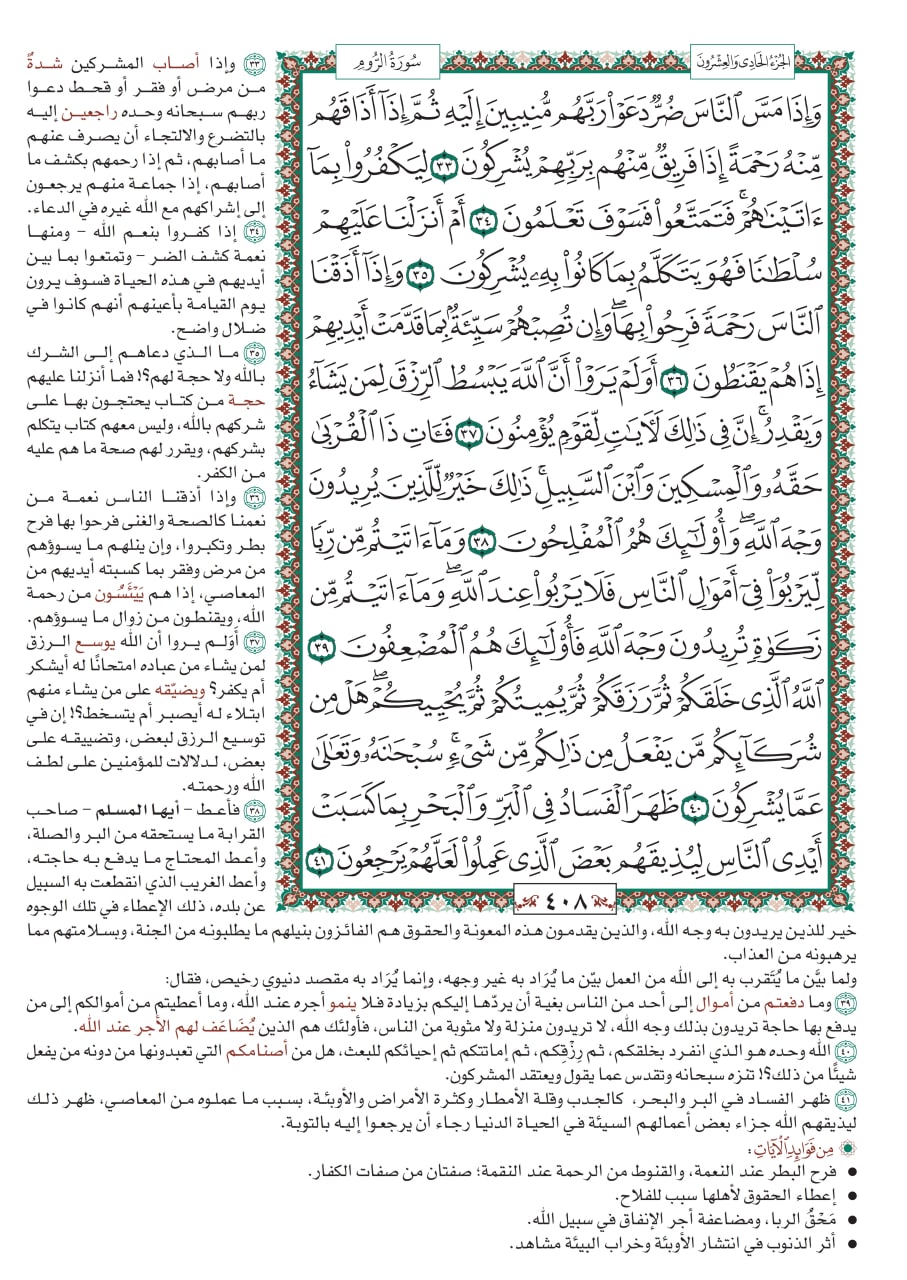 الجُزْءُ الحَادِي وَالعِشْرُونَ
سُورَةُ الرُّومِ
وَإِذَا مَسَّ ٱلنَّاسَ ضُرٌّ دَعَوْا۟ رَبَّهُم مُّنِيبِينَ إِلَيْهِ ثُمَّ إِذَآ أَذَاقَهُم
مِّنْهُ رَحْمَةً إِذَا فَرِيقٌ مِّنْهُم بِرَبِّهِمْ يُشْرِكُونَ ٣٣ لِيَكْفُرُوا۟ بِمَآ
ءَاتَيْنَٰهُمْ ۚ فَتَمَتَّعُوا۟ فَسَوْفَ تَعْلَمُونَ ٣٤ أَمْ أَنزَلْنَا عَلَيْهِمْ
سُلْطَٰنًا فَهُوَ يَتَكَلَّمُ بِمَا كَانُوا۟ بِهِۦ يُشْرِكُونَ ٣٥ وَإِذَآ أَذَقْنَا
ٱلنَّاسَ رَحْمَةً فَرِحُوا۟ بِهَا ۖ وَإِن تُصِبْهُمْ سَيِّئَةٌۢ بِمَا قَدَّمَتْ أَيْدِيهِمْ
إِذَا هُمْ يَقْنَطُونَ ٣٦ أَوَلَمْ يَرَوْا۟ أَنَّ ٱللَّهَ يَبْسُطُ ٱلرِّزْقَ لِمَن يَشَآءُ
وَيَقْدِرُ ۚ إِنَّ فِى ذَٰلِكَ لَءَايَٰتٍ لِّقَوْمٍ يُؤْمِنُونَ ٣٧ فَـَٔاتِ ذَا ٱلْقُرْبَىٰ
حَقَّهُۥ وَٱلْمِسْكِينَ وَٱبْنَ ٱلسَّبِيلِ ۚ ذَٰلِكَ خَيْرٌ لِّلَّذِينَ يُرِيدُونَ
وَجْهَ ٱللَّهِ ۖ وَأُو۟لَٰٓئِكَ هُمُ ٱلْمُفْلِحُونَ ٣٨ وَمَآ ءَاتَيْتُم مِّن رِّبًا
لِّيَرْبُوَا۟ فِىٓ أَمْوَٰلِ ٱلنَّاسِ فَلَا يَرْبُوا۟ عِندَ ٱللَّهِ ۖ وَمَآ ءَاتَيْتُم مِّن
زَكَوٰةٍ تُرِيدُونَ وَجْهَ ٱللَّهِ فَأُو۟لَٰٓئِكَ هُمُ ٱلْمُضْعِفُونَ ٣٩
ٱللَّهُ ٱلَّذِى خَلَقَكُمْ ثُمَّ رَزَقَكُمْ ثُمَّ يُمِيتُكُمْ ثُمَّ يُحْيِيكُمْ ۖ هَلْ مِن
شُرَكَآئِكُم مَّن يَفْعَلُ مِن ذَٰلِكُم مِّن شَىْءٍ ۚ سُبْحَٰنَهُۥ وَتَعَٰلَىٰ
عَمَّا يُشْرِكُونَ ٤٠ ظَهَرَ ٱلْفَسَادُ فِى ٱلْبَرِّ وَٱلْبَحْرِ بِمَا كَسَبَتْ
أَيْدِى ٱلنَّاسِ لِيُذِيقَهُم بَعْضَ ٱلَّذِى عَمِلُوا۟ لَعَلَّهُمْ يَرْجِعُونَ ٤١
٤٠٨
٣٣ وإذا أصاب المشركين شدةٌ
من مرض أو فقر أو قحط دعوا
ربهم سبحانه وحده راجعين إليه
بالتضرع والالتجاء أن يصرف عنهم
ما أصابهم، ثم إذا رحمهم بكشف ما
أصابهم، إذا جماعة منهم يرجعون
إلى إشراكهم مع الله غيره في الدعاء.
٣٤ إذا كفروا بنعم الله - ومنها
نعمة كشف الضر - وتمتعوا بما بين
أيديهم في هذه الحياة فسوف يرون
يوم القيامة بأعينهم أنهم كانوا في
ضلال واضح.
٣٥ ما الذي دعاهم إلى الشرك
بالله ولا حجة لهم؟! فما أنزلنا عليهم
حجة من كتاب يحتجون بها على
شركهم بالله، وليس معهم كتاب يتكلم
بشركهم، ويقرر لهم صحة ما هم عليه
من الكفر.
٣٦ وإذا أذقنا الناس نعمة من
نعمنا كالصحة والغنى فرحوا بها فرح
بطر وتكبروا، وإن ينلهم ما يسوؤهم
من مرض وفقر بما كسبته أيديهم من
المعاصي، إذا هم يَيْئَسُون من رحمة
الله، ويقنطون من زوال ما يسوؤهم.
٣٧ أوَلم يروا أن الله يوسع الرزق
لمن يشاء من عباده امتحانًا له أيشكر
أم يكفر؟ ويضيّقه على من يشاء منهم
ابتلاء له أيصبر أم يتسخط؟! إن في
توسيع الرزق لبعض، وتضييقه على
بعض، لدلالات للمؤمنين على لطف
الله ورحمته.
٣٨ فأعط - أيها المسلم - صاحب
القرابة ما يستحقه من البر والصلة،
وأعط المحتاج ما يدفع به حاجته،
وأعط الغريب الذي انقطعت به السبيل
عن بلده، ذلك الإعطاء في تلك الوجوه
خير للذين يريدون به وجه الله، والذين يقدمون هذه المعونة والحقوق هم الفائزون بنيلهم ما يطلبونه من الجنة، وبسلامتهم مما
يرهبونه من العذاب.
ولما بيَّن ما يُتَقرب به إلى الله من العمل بيّن ما يُرَاد به غير وجهه، وإنما يُرَاد به مقصد دنيوي رخيص، فقال:
٣٩ وما دفعتم من أموال إلى أحد من الناس بغية أن يردّها إليكم بزيادة فلا ينمو أجره عند الله، وما أعطيتم من أموالكم إلى من
يدفع بها حاجة تريدون بذلك وجه الله، لا تريدون منزلة ولا مثوبة من الناس، فأولئك هم الذين يُضَاعَف لهم الأجر عند الله.
٤٠ الله وحده هو الذي انفرد بخلقكم، ثم رِزْقِكم، ثم إماتتكم ثم إحيائكم للبعث، هل من أصنامكم التي تعبدونها من دونه من يفعل
شيئًا من ذلك؟! تنزه سبحانه وتقدس عما يقول ويعتقد المشركون.
٤١ ظهر الفساد في البر والبحر، كالجدب وقلة الأمطار وكثرة الأمراض والأوبئة، بسبب ما عملوه من المعاصي، ظهر ذلك
ليذيقهم الله جزاء بعض أعمالهم السيئة في الحياة الدنيا رجاء أن يرجعوا إليه بالتوبة.
مِن فَوَائِدِ ٱلْآيَاتِ:
• فرح البطر عند النعمة، والقنوط من الرحمة عند النقمة؛ صفتان من صفات الكفار.
• إعطاء الحقوق لأهلها سبب للفلاح.
• مَحْقُ الربا، ومضاعفة أجر الإنفاق في سبيل الله.
• أثر الذنوب في انتشار الأوبئة وخراب البيئة مشاهد.